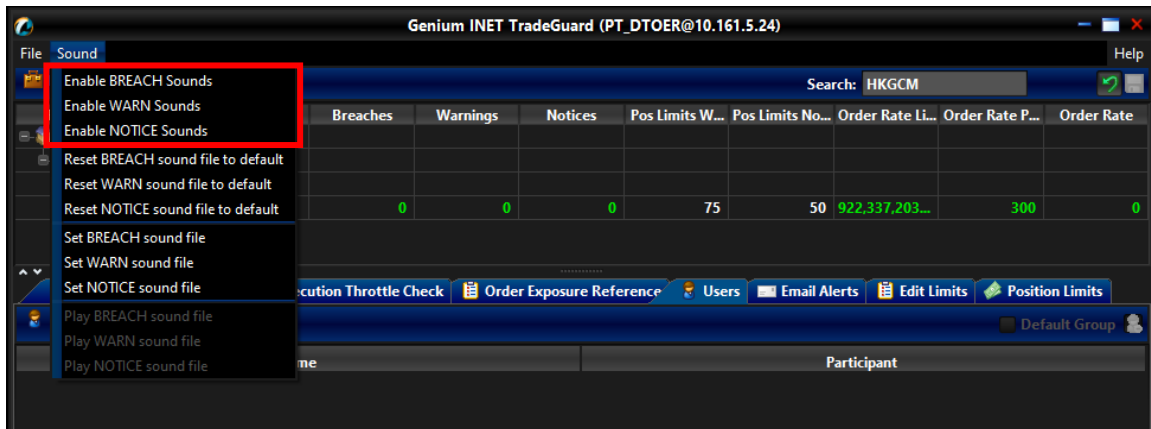 Genium INET TradeGuard (PT_DTOER@10.161.5.24)
File Sound Help
Enable BREACH Sounds
Enable WARN Sounds
Enable NOTICE Sounds
Reset BREACH sound file to default
Reset WARN sound file to default
Reset NOTICE sound file to default
Set BREACH sound file
Set WARN sound file
Set NOTICE sound file
Play BREACH sound file
Play WARN sound file
Play NOTICE sound file
Search: HKGCM
Breaches Warnings Notices Pos Limits W... Pos Limits No... Order Rate Li... Order Rate P... Order Rate
0 0 0 75 50 922,337,203... 300 0
cution Throttle Check Order Exposure Reference Users Email Alerts Edit Limits Position Limits
Default Group
me Participant